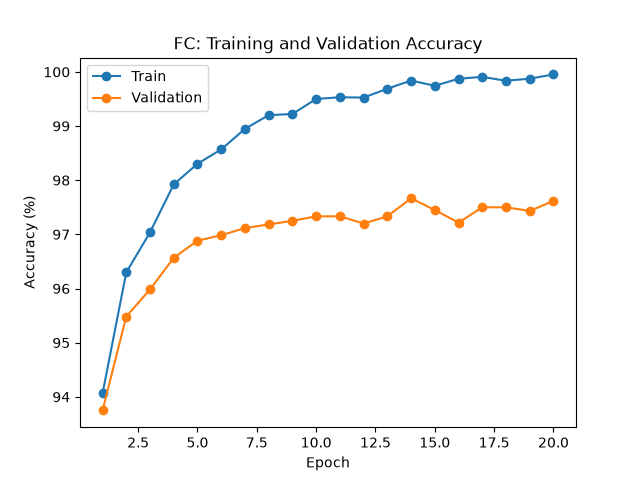 FC: Training and Validation Accuracy
Train
Validation
Accuracy (%)
100
99
98
97
96
95
94
2.5 5.0 7.5 10.0 12.5 15.0 17.5 20.0
Epoch